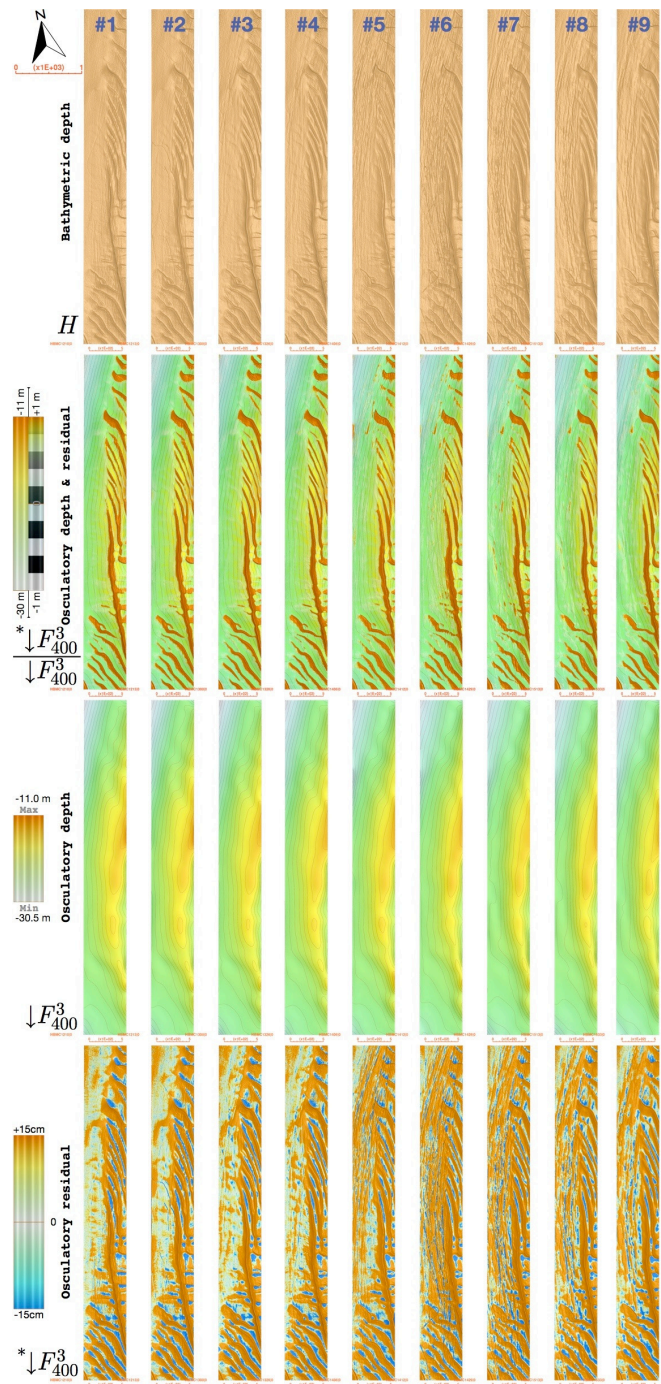 #1 #2 #3 #4 #5 #6 #7 #8 #9
N
0 (x1E+03) 1
Bathymetric depth
H
-11 m +1 m
0
-30 m -1 m
Osculatory depth & residual
*↓F³₄₀₀
↓F³₄₀₀
-11.0 m
Max
Min
-30.5 m
Osculatory depth
↓F³₄₀₀
+15cm
0
-15cm
Osculatory residual
*↓F³₄₀₀